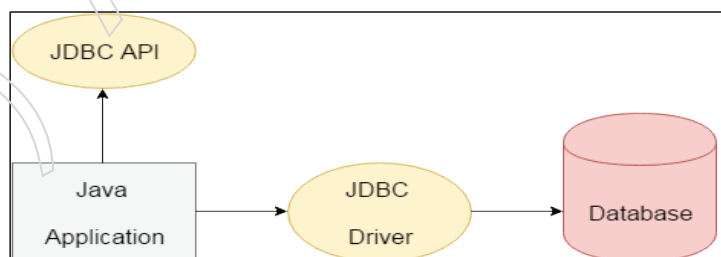 JDBC API
Java
Application
JDBC
Driver
Database